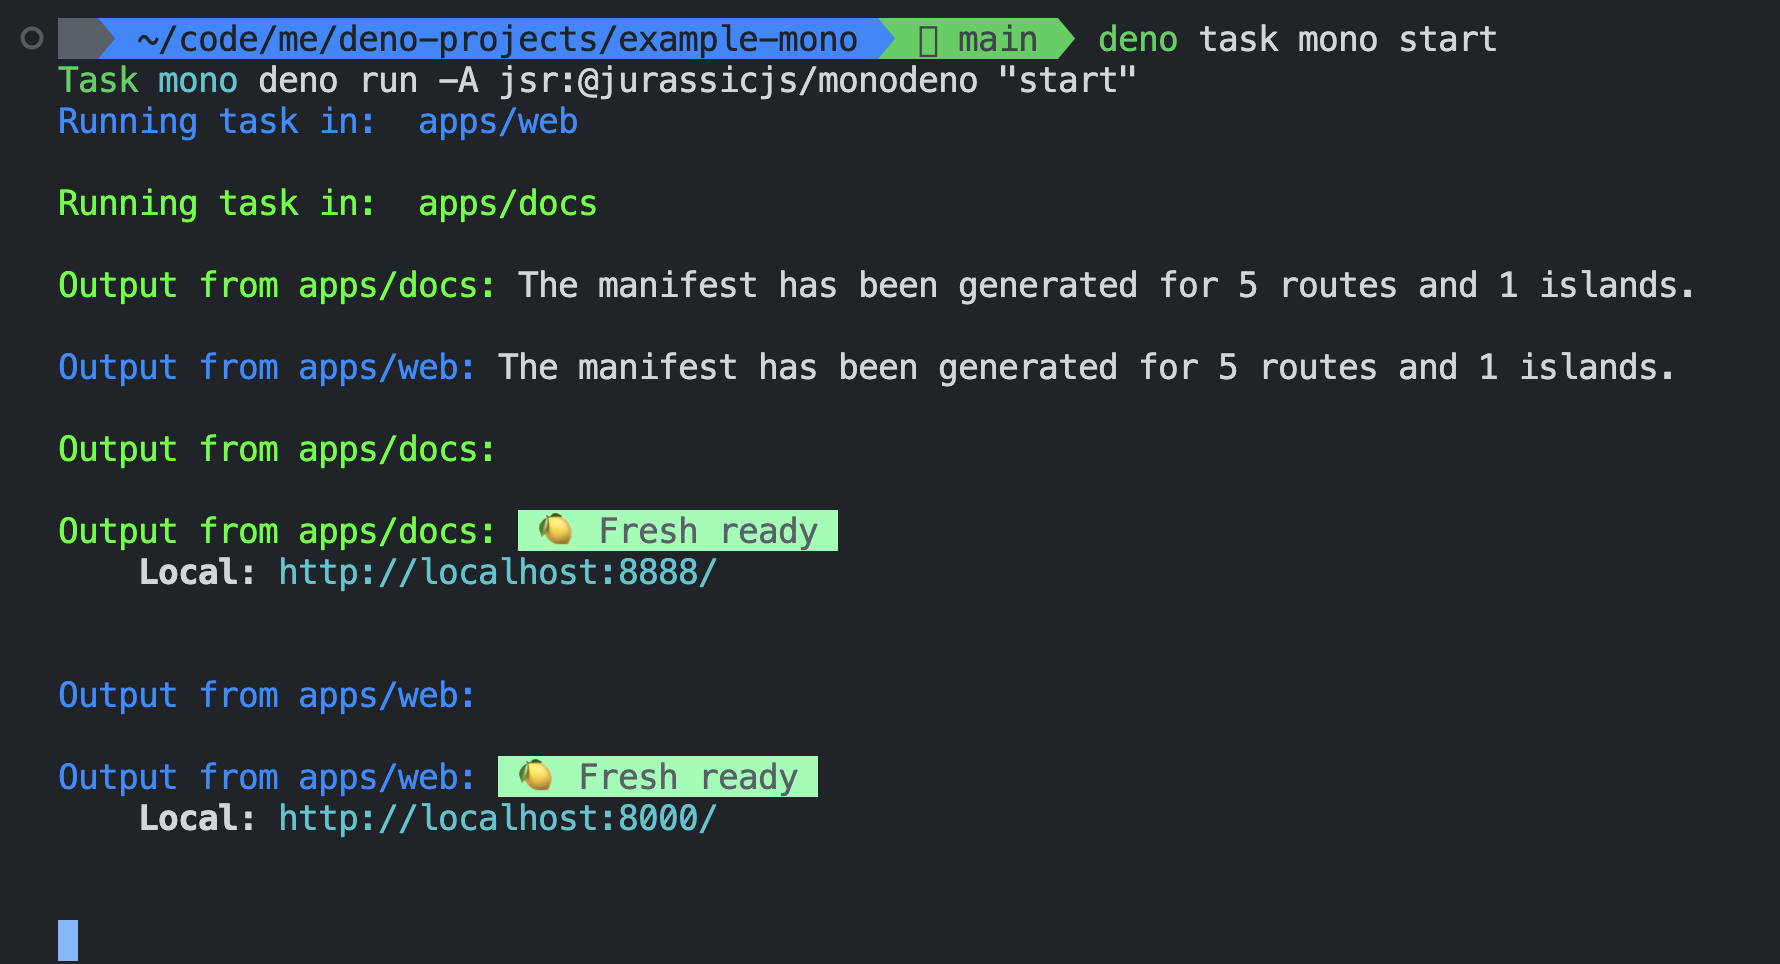 ~/code/me/deno-projects/example-mono main deno task mono start
Task mono deno run -A jsr:@jurassicjs/monodeno "start"
Running task in: apps/web
Running task in: apps/docs
Output from apps/docs: The manifest has been generated for 5 routes and 1 islands.
Output from apps/web: The manifest has been generated for 5 routes and 1 islands.
Output from apps/docs:
Output from apps/docs: 🍋 Fresh ready
Local: http://localhost:8888/
Output from apps/web:
Output from apps/web: 🍋 Fresh ready
Local: http://localhost:8000/